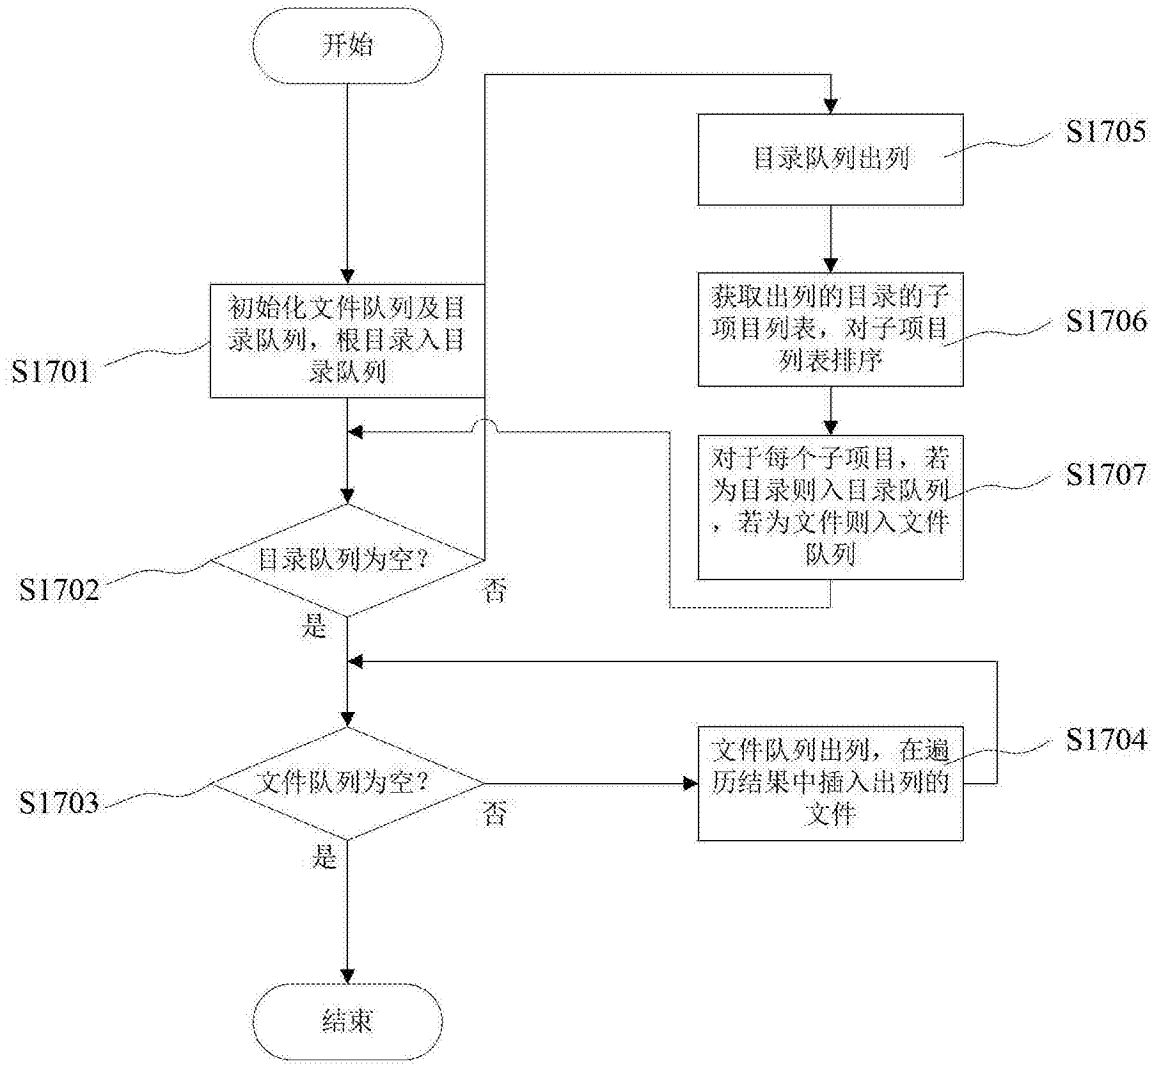 开始
S1705
目录队列出列
初始化文件队列及目
录队列，根目录入目
录队列
S1701
获取出列的目录的子
项目列表，对子项目
列表排序
S1706
对于每个子项目，若
为目录则入目录队列
，若为文件则入文件
队列
S1707
目录队列为空？
S1702
否
是
文件队列为空？
S1703
否
是
文件队列出列，在遍
历结果中插入出列的
文件
S1704
结束